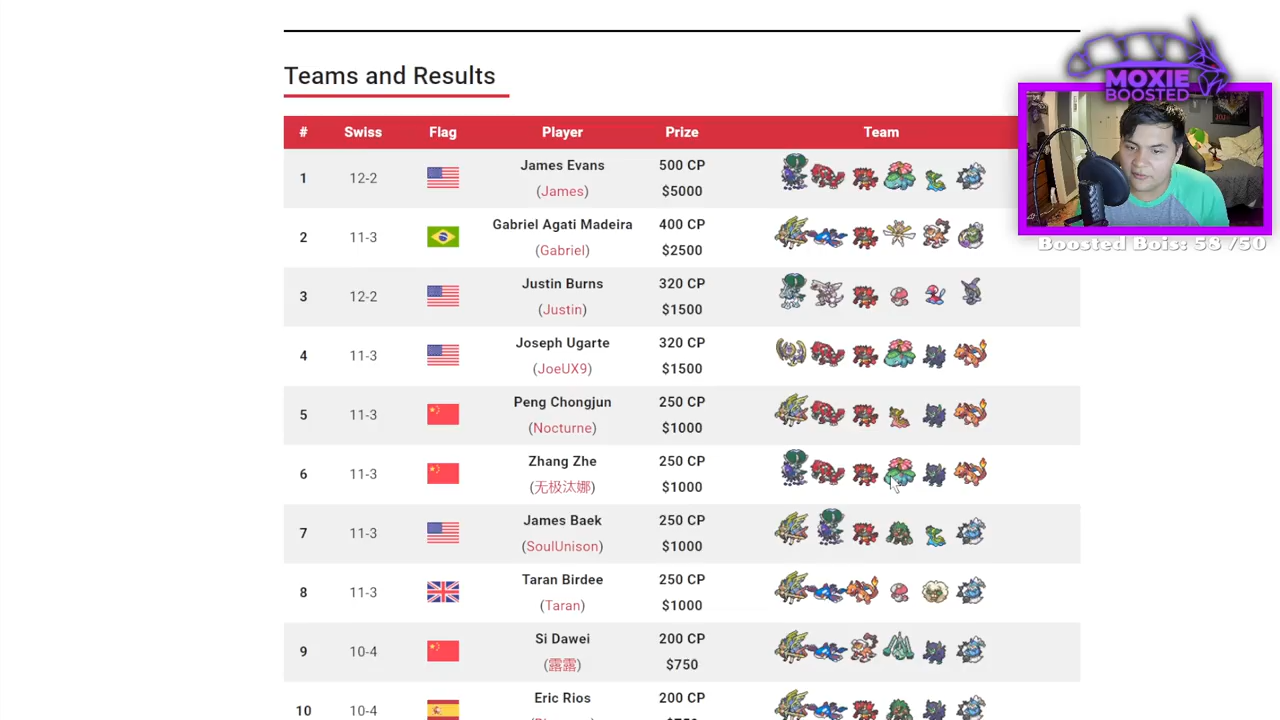 Teams and Results
# Swiss Flag Player Prize Team
1 12-2 James Evans (James) 500 CP $5000
2 11-3 Gabriel Agati Madeira (Gabriel) 400 CP $2500
3 12-2 Justin Burns (Justin) 320 CP $1500
4 11-3 Joseph Ugarte (JoeUX9) 320 CP $1500
5 11-3 Peng Chongjun (Nocturne) 250 CP $1000
6 11-3 Zhang Zhe (无极汰娜) 250 CP $1000
7 11-3 James Baek (SoulUnison) 250 CP $1000
8 11-3 Taran Birdee (Taran) 250 CP $1000
9 10-4 Si Dawei (露露) 200 CP $750
10 10-4 Eric Rios 200 CP
MOXIE
BOOSTED
Boosted Bois: 58 /50